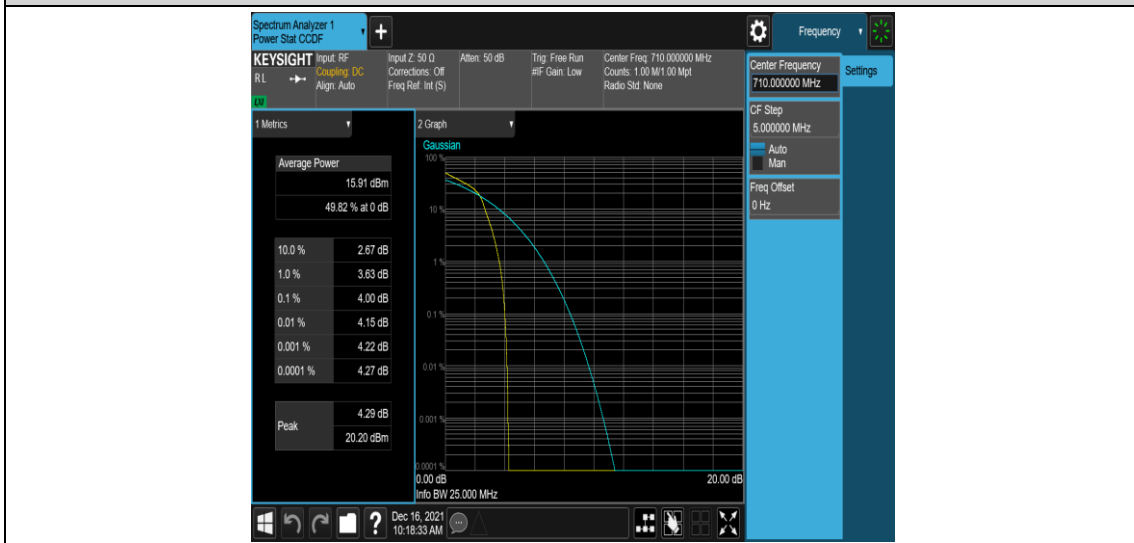 Spectrum Analyzer 1
Power Stat CCDF
Frequency
KEYSIGHT
RL
LXI
Input: RF
Coupling: DC
Align: Auto
Input Z: 50 Ω
Corrections: Off
Freq Ref: Int (S)
Atten: 50 dB
Trig: Free Run
#IF Gain: Low
Center Freq: 710.000000 MHz
Counts: 1.00 M/1.00 Mpt
Radio Std: None
Center Frequency
710.000000 MHz
Settings
CF Step
5.000000 MHz
Auto
Man
Freq Offset
0 Hz
1 Metrics
Average Power
15.91 dBm
49.82 % at 0 dB
10.0 % 2.67 dB
1.0 % 3.63 dB
0.1 % 4.00 dB
0.01 % 4.15 dB
0.001 % 4.22 dB
0.0001 % 4.27 dB
Peak
4.29 dB
20.20 dBm
2 Graph
Gaussian
100 %
10 %
1 %
0.1 %
0.01 %
0.001 %
0.0001 %
0.00 dB 20.00 dB
Info BW 25.000 MHz
?
Dec 16, 2021
10:18:33 AM